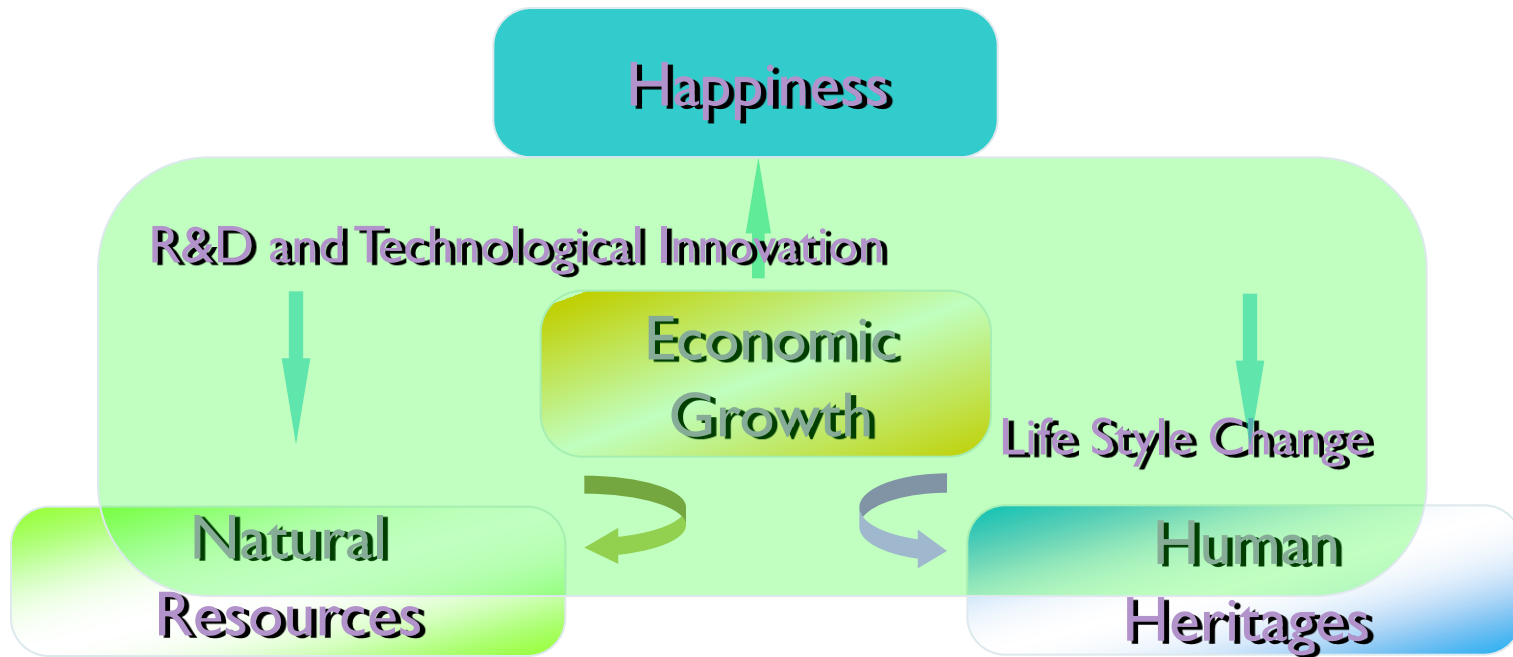 Happiness
R&D and Technological Innovation
Economic
Growth
Life Style Change
Natural
Resources
Human
Heritages